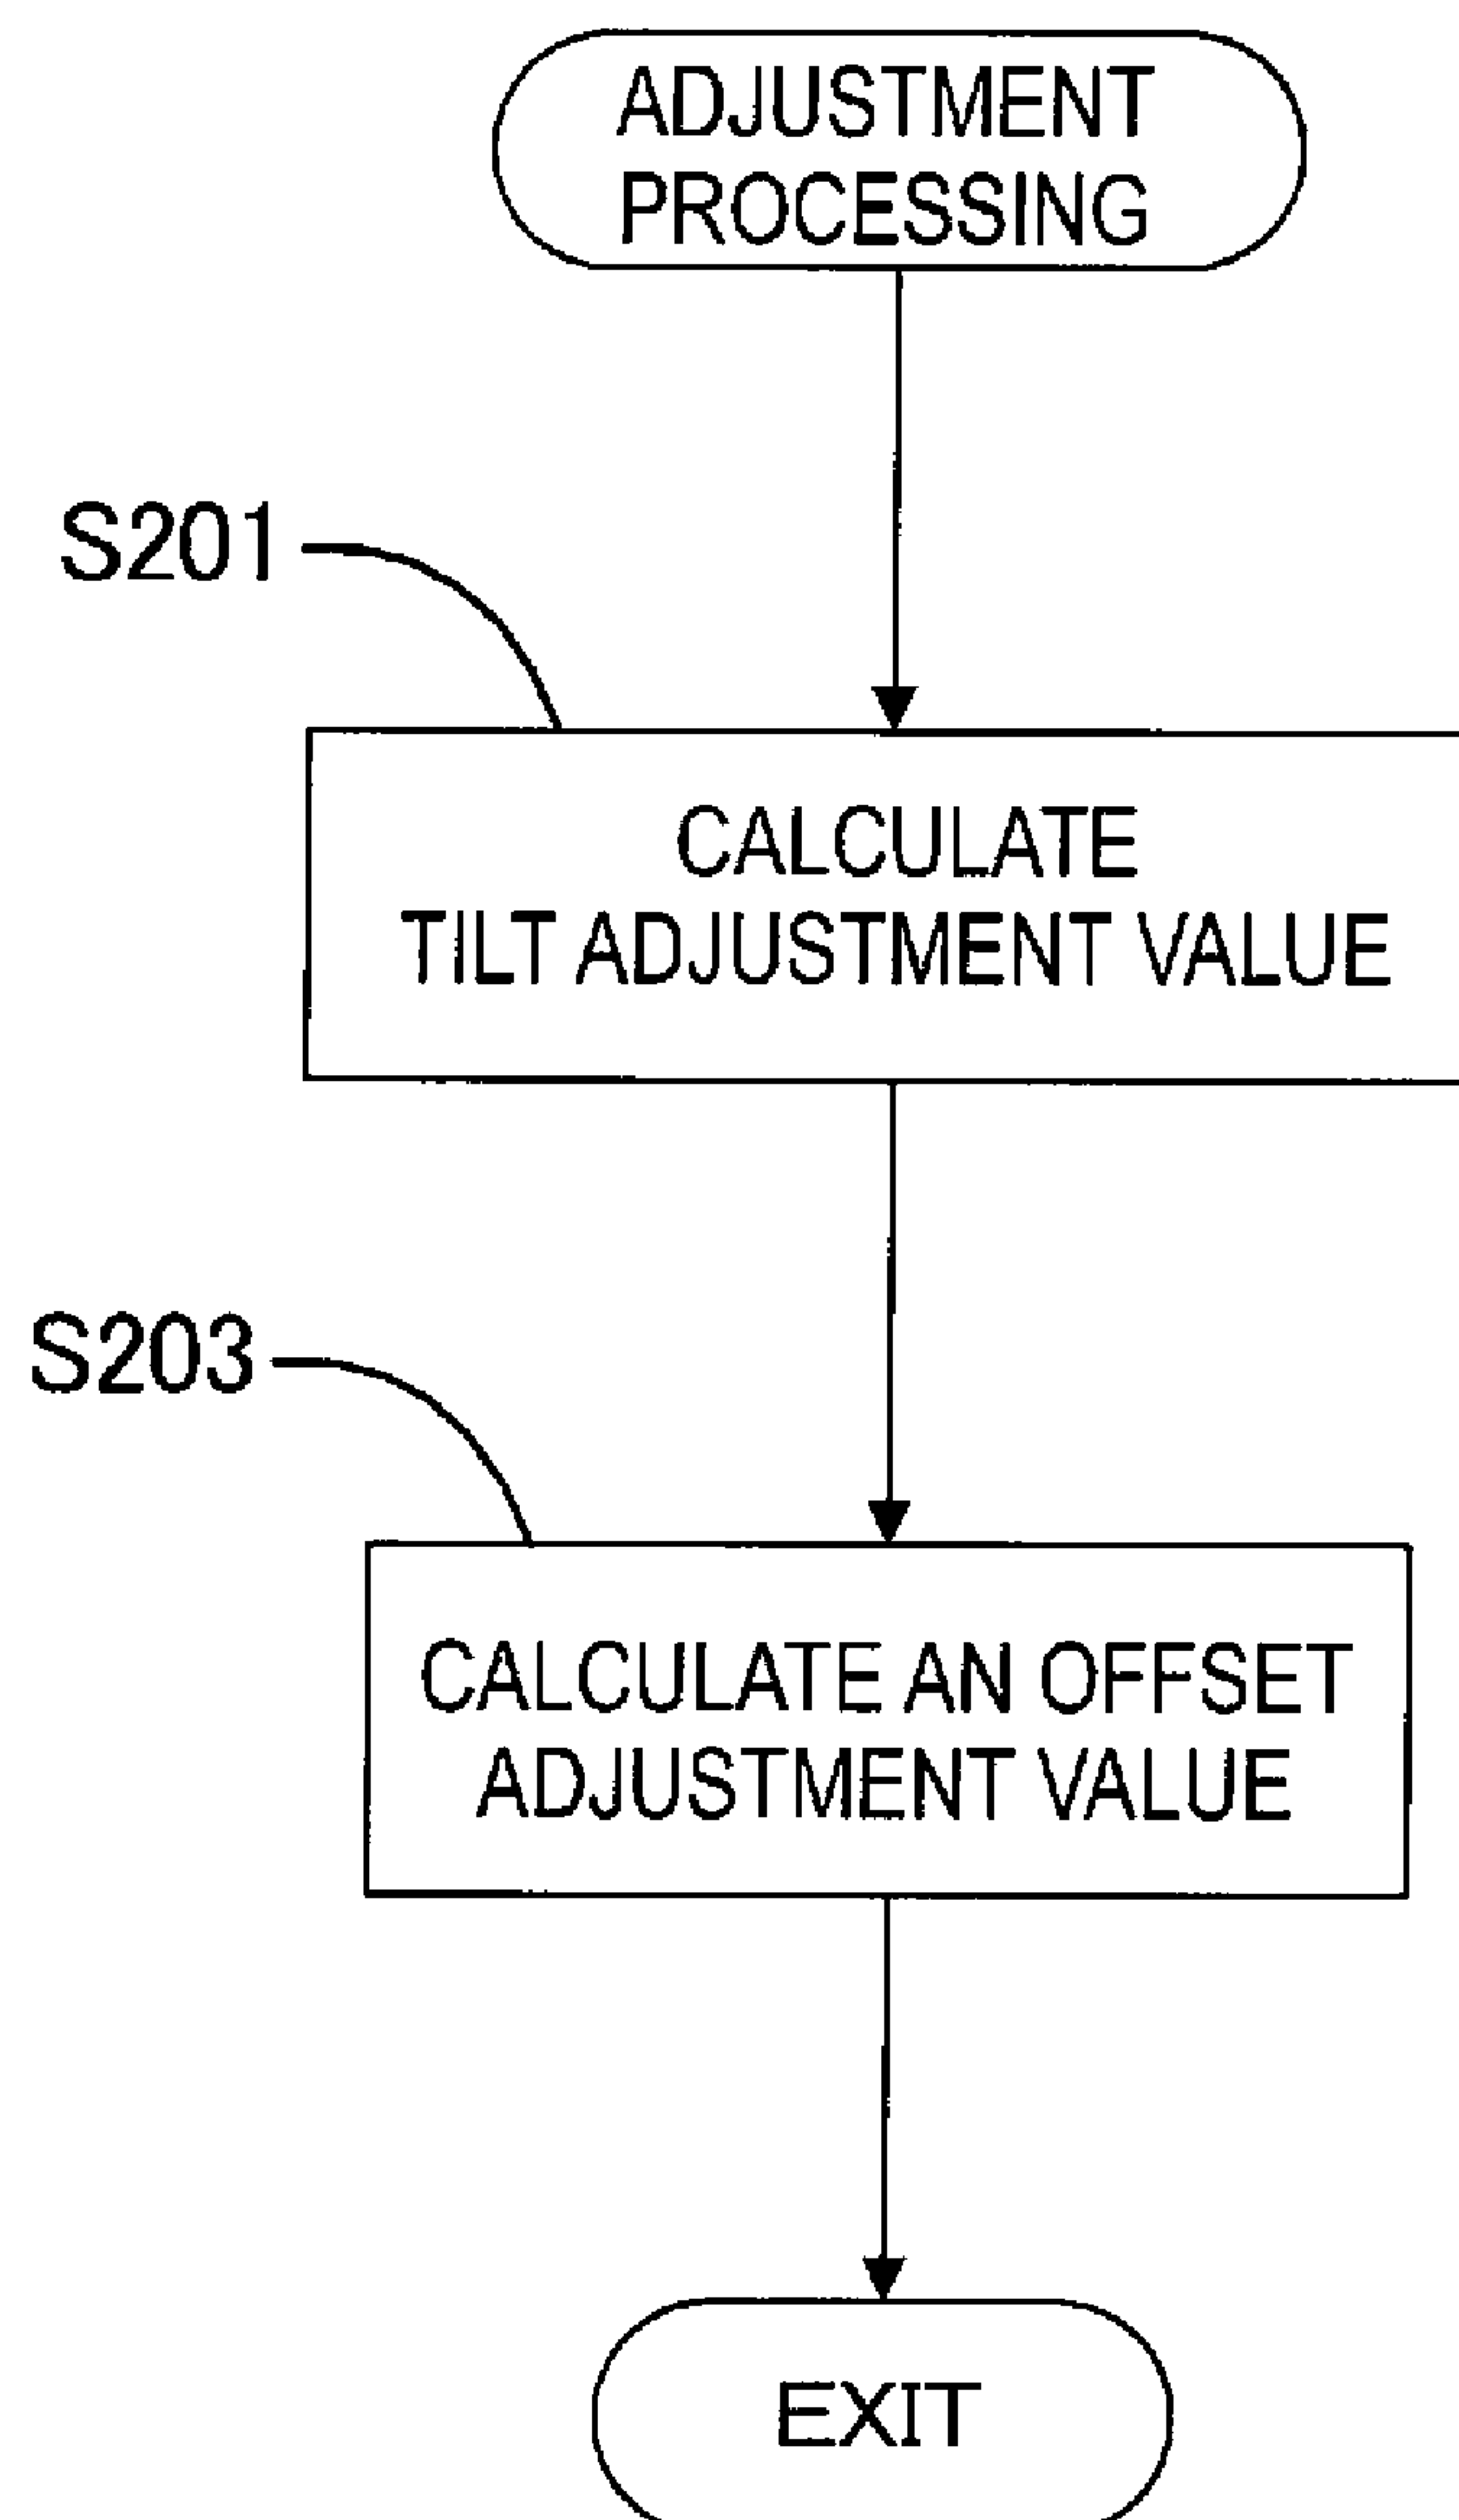 ADJUSTMENT
PROCESSING
S201
CALCULATE
TILT ADJUSTMENT VALUE
S203
CALCULATE AN OFFSET
ADJUSTMENT VALUE
EXIT